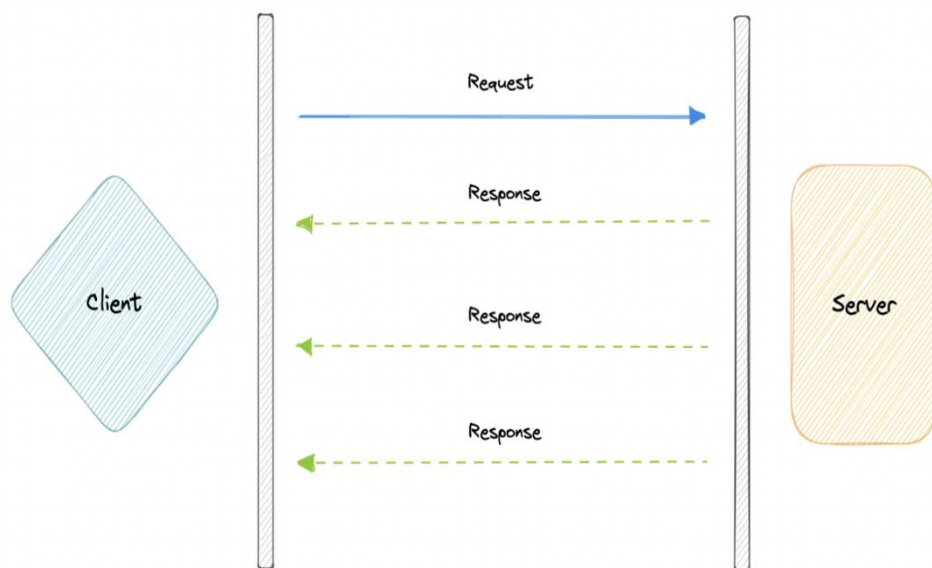 Request
Response
Client
Response
Server
Response